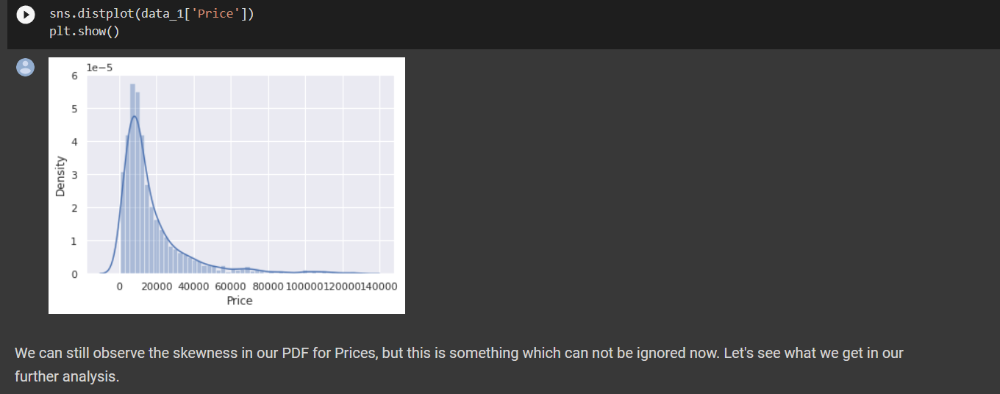 sns.distplot(data_1['Price'])
plt.show()
1e−5
6
5
4
3
2
1
0
Density
0 20000 40000 60000 80000 100000120000140000
Price
We can still observe the skewness in our PDF for Prices, but this is something which can not be ignored now. Let's see what we get in our
further analysis.